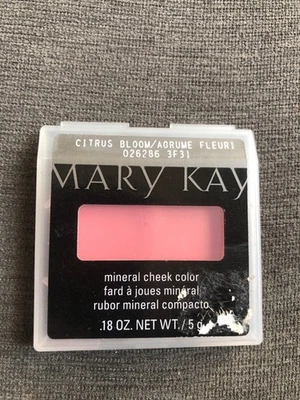 CITRUS BLOOM/AGRUME FLEURI
026286 3F31
MARY KAY
mineral cheek color
fard à joues minéral
rubor mineral compacto
.18 OZ. NET WT./5 g